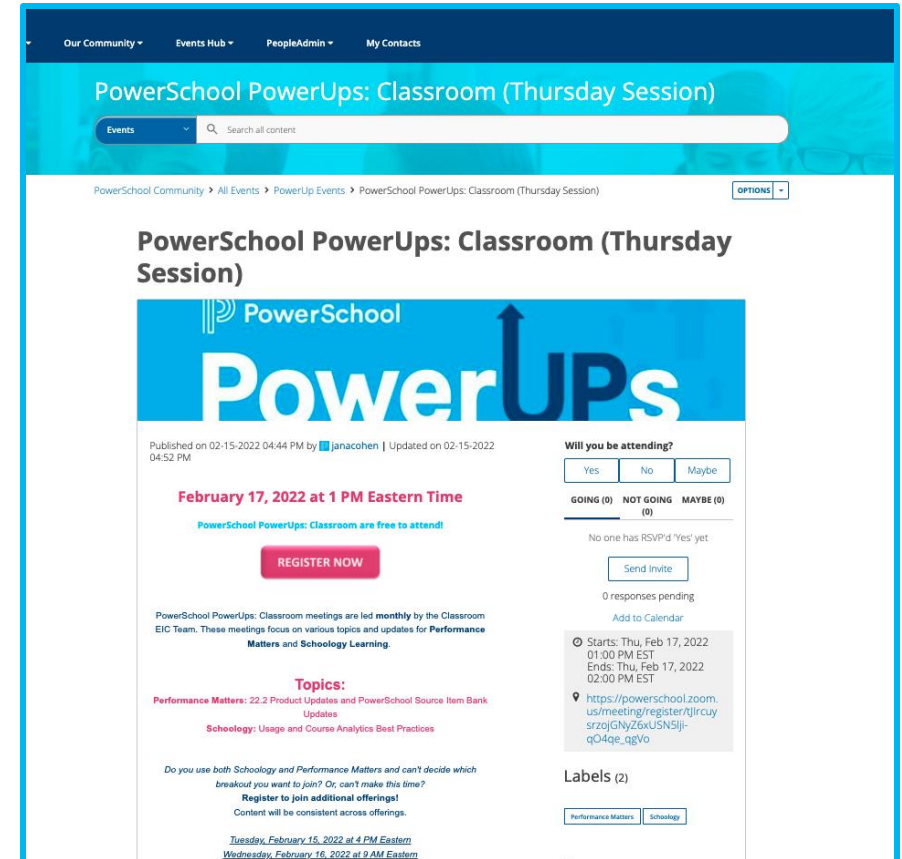 Our Community
Events Hub
PeopleAdmin
My Contacts
PowerSchool PowerUps: Classroom (Thursday Session)
Events
Search all content
PowerSchool Community > All Events > PowerUp Events > PowerSchool PowerUps: Classroom (Thursday Session)
OPTIONS
PowerSchool PowerUps: Classroom (Thursday
Session)
PowerSchool
PowerUPs
Published on 02-15-2022 04:44 PM by janacohen | Updated on 02-15-2022
04:52 PM
February 17, 2022 at 1 PM Eastern Time
PowerSchool PowerUps: Classroom are free to attend!
REGISTER NOW
PowerSchool PowerUps: Classroom meetings are led monthly by the Classroom
EIC Team. These meetings focus on various topics and updates for Performance
Matters and Schoology Learning.
Topics:
Performance Matters: 22.2 Product Updates and PowerSchool Source Item Bank
Updates
Schoology: Usage and Course Analytics Best Practices
Do you use both Schoology and Performance Matters and can't decide which
breakout you want to join? Or, can't make this time?
Register to join additional offerings!
Content will be consistent across offerings.
Tuesday, February 15, 2022 at 4 PM Eastern
Wednesday, February 16, 2022 at 9 AM Eastern
Will you be attending?
Yes
No
Maybe
GOING (0)
NOT GOING
(0)
MAYBE (0)
No one has RSVP'd 'Yes' yet
Send Invite
0 responses pending
Add to Calendar
Starts: Thu, Feb 17, 2022
01:00 PM EST
Ends: Thu, Feb 17, 2022
02:00 PM EST
https://powerschool.zoom.
us/meeting/register/tJIrcuy
srzojGNyZ6xUSN5lji-
qO4qe_qgVo
Labels (2)
Performance Matters
Schoology